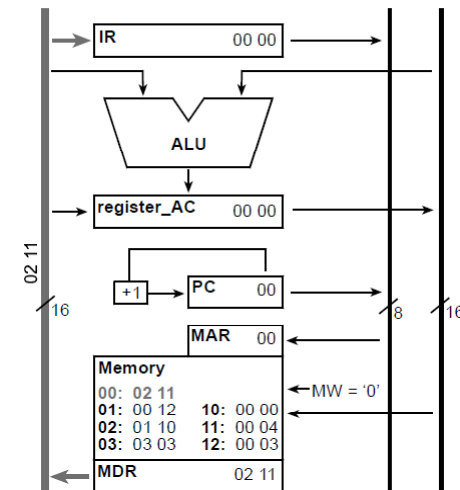 IR 00 00
ALU
register_AC 00 00
02 11
+1
PC 00
16
8
16
MAR 00
Memory
MW = ‘0’
00: 02 11
01: 00 12 10: 00 00
02: 01 10 11: 00 04
03: 03 03 12: 00 03
MDR 02 11